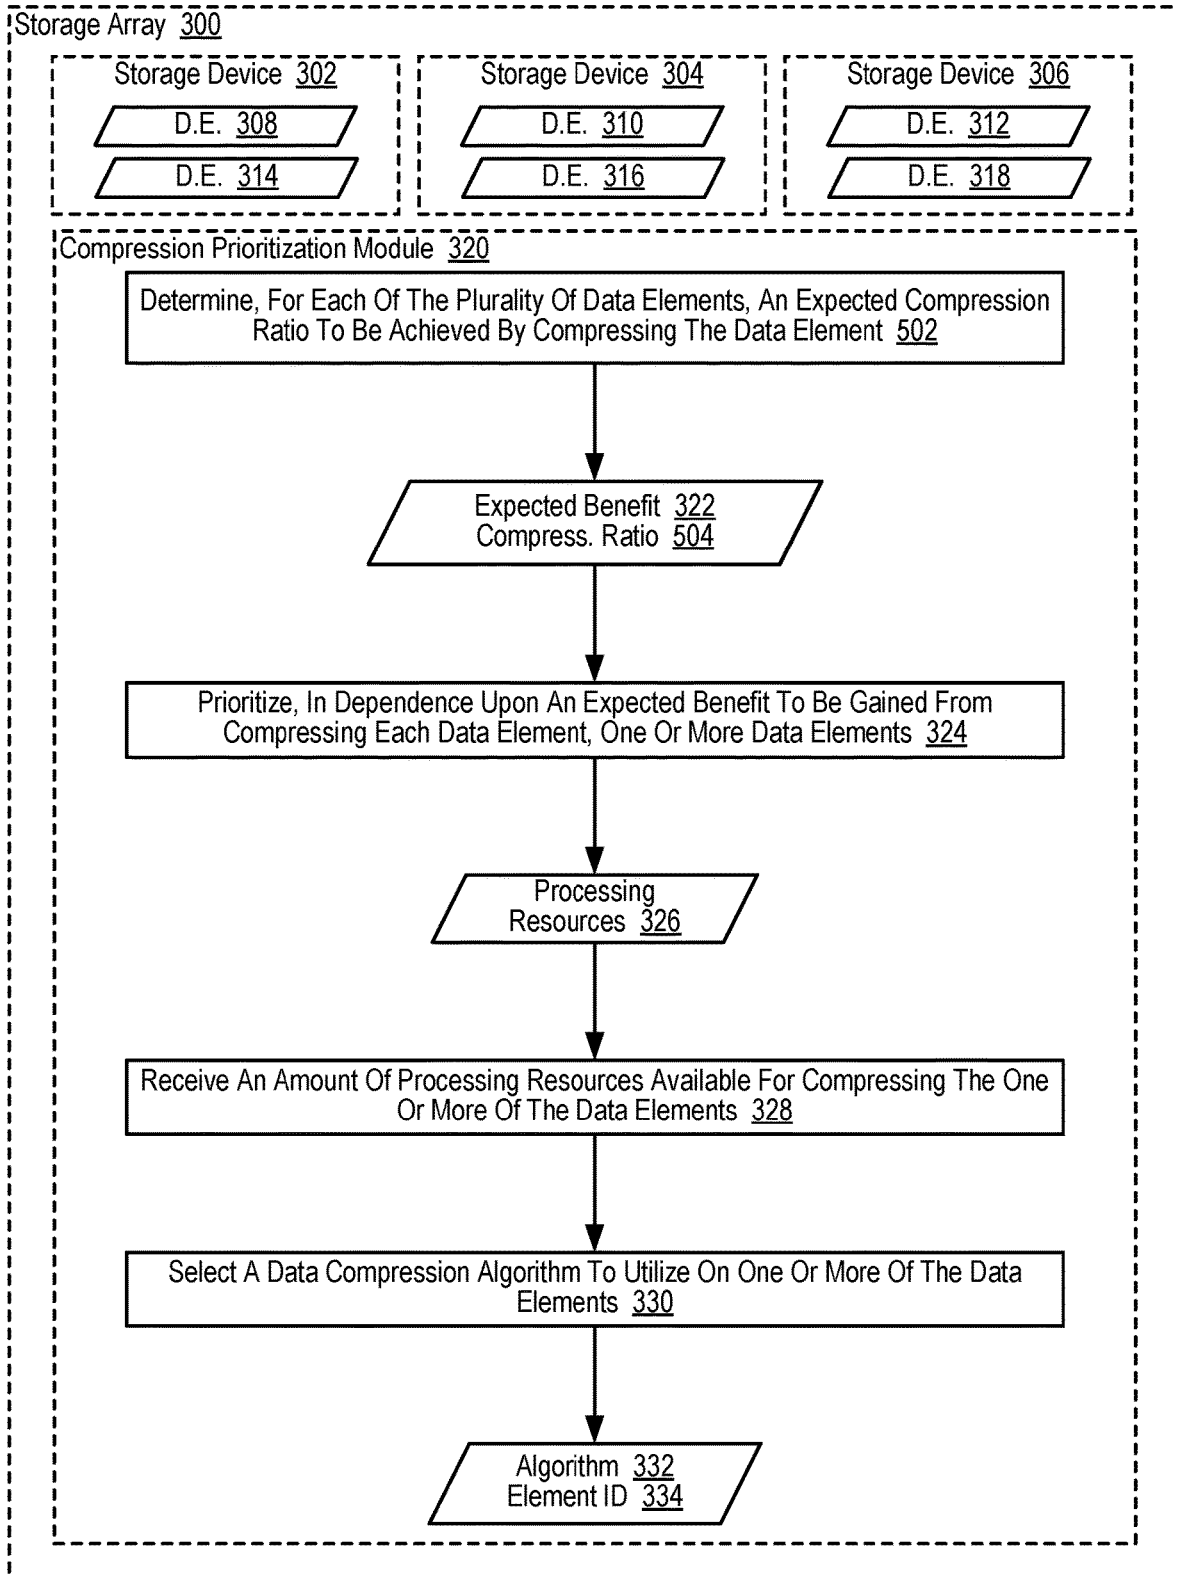 Storage Array 300
Storage Device 302
Storage Device 304
Storage Device 306
D.E. 308
D.E. 310
D.E. 312
D.E. 314
D.E. 316
D.E. 318
Compression Prioritization Module 320
Determine, For Each Of The Plurality Of Data Elements, An Expected Compression
Ratio To Be Achieved By Compressing The Data Element 502
Expected Benefit 322
Compress. Ratio 504
Prioritize, In Dependence Upon An Expected Benefit To Be Gained From
Compressing Each Data Element, One Or More Data Elements 324
Processing
Resources 326
Receive An Amount Of Processing Resources Available For Compressing The One
Or More Of The Data Elements 328
Select A Data Compression Algorithm To Utilize On One Or More Of The Data
Elements 330
Algorithm 332
Element ID 334